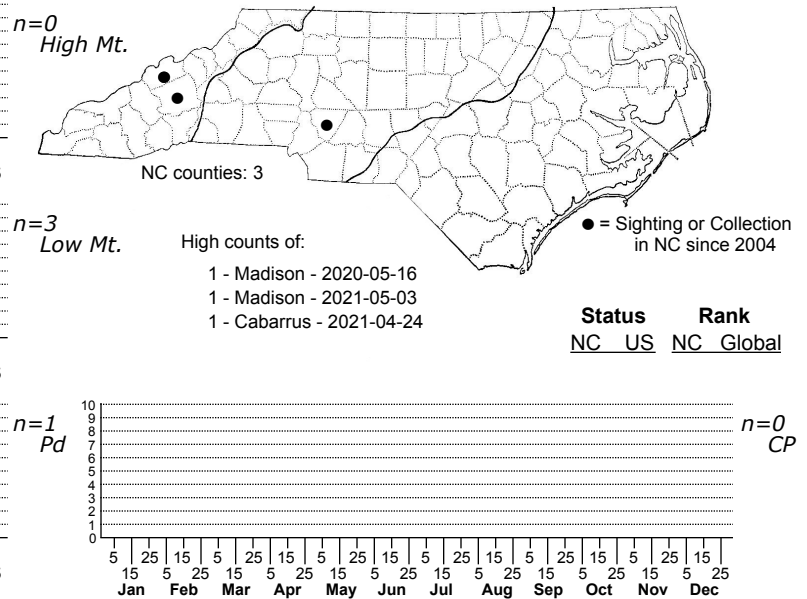 n=0
High Mt.
NC counties: 3
n=3
Low Mt.
High counts of:
1 - Madison - 2020-05-16
1 - Madison - 2021-05-03
1 - Cabarrus - 2021-04-24
● = Sighting or Collection
in NC since 2004
Status Rank
NC US NC Global
n=1
Pd
10
9
8
7
6
5
4
3
2
1
0
n=0
CP
5 25 15 5 25 15 5 25 15 5 25 15 5 25 15 5 25 15
15 5 25 15 5 25 15 5 25 15 5 25 15 5 25 15 5 25
Jan Feb Mar Apr May Jun Jul Aug Sep Oct Nov Dec